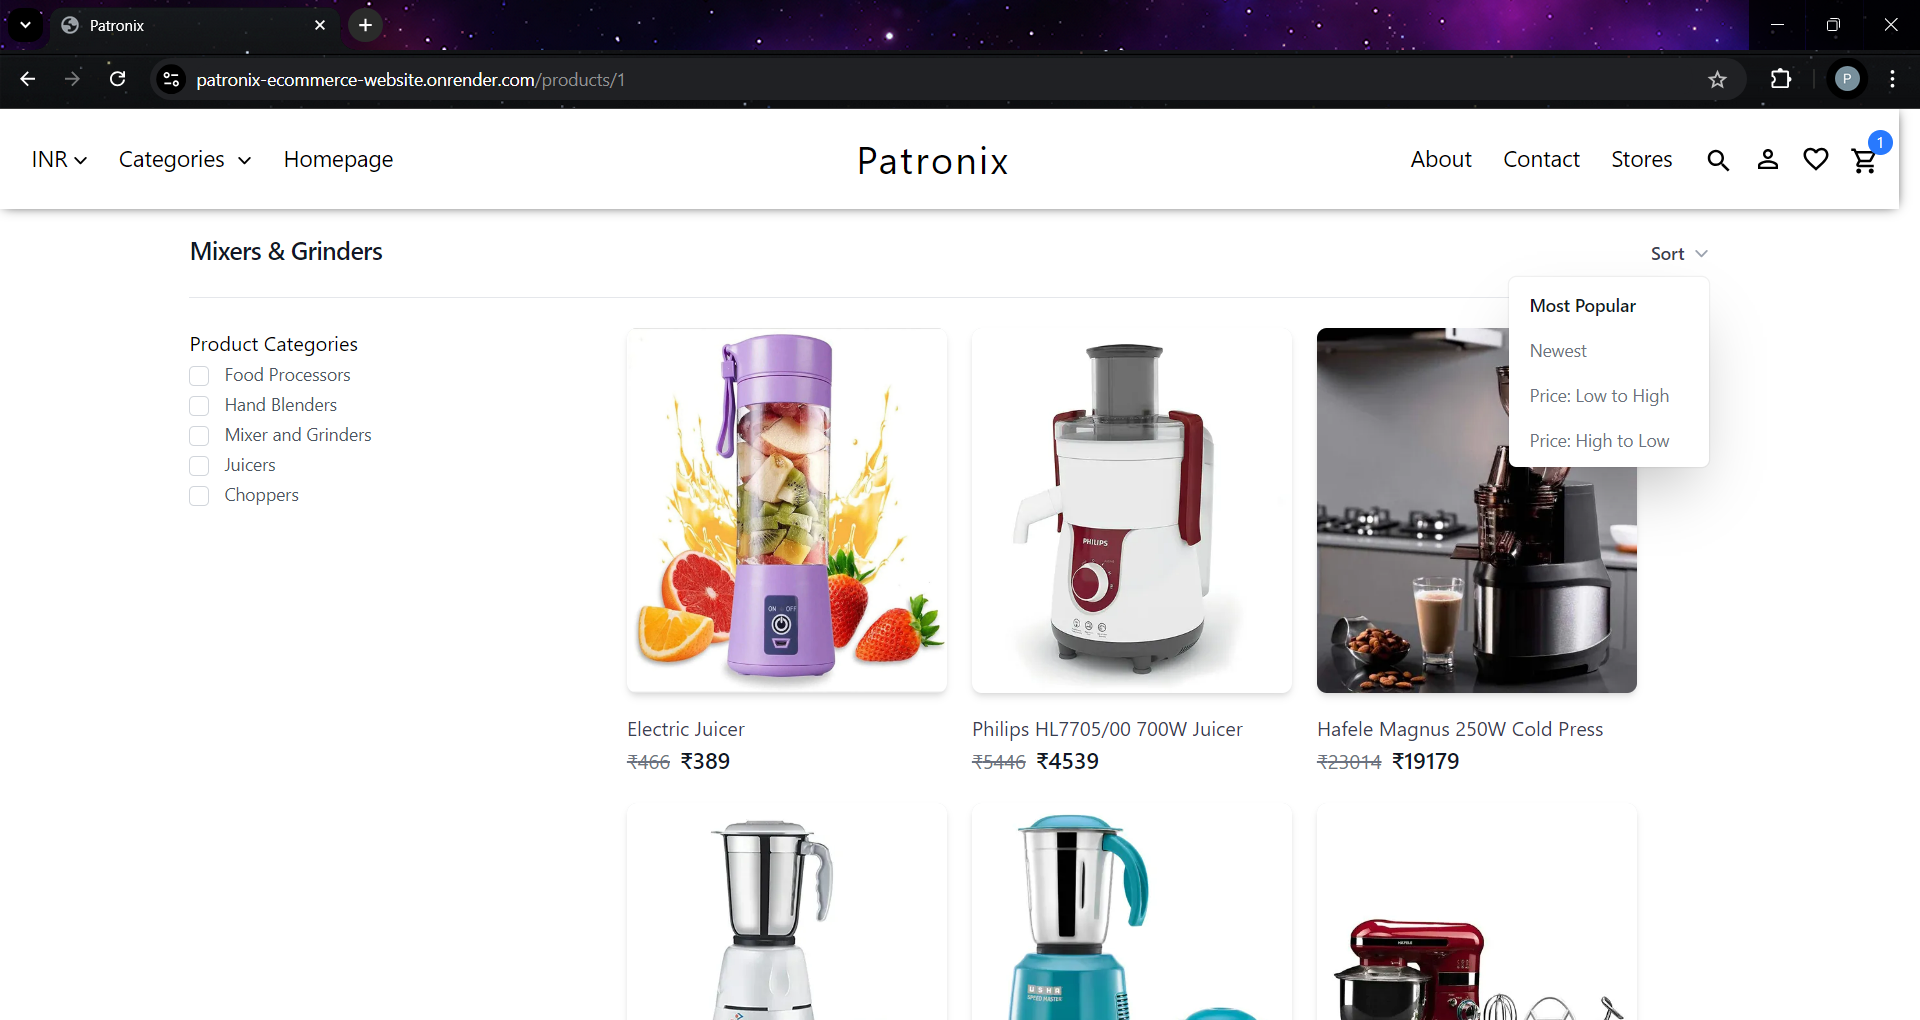 Patronix
patronix-ecommerce-website.onrender.com/products/1
P
INR Categories Homepage Patronix About Contact Stores 1
Mixers & Grinders
Sort
Most Popular
Newest
Price: Low to High
Price: High to Low
Product Categories
Food Processors
Hand Blenders
Mixer and Grinders
Juicers
Choppers
ON OFF
PHILIPS
Electric Juicer
₹466 ₹389
Philips HL7705/00 700W Juicer
₹5446 ₹4539
Hafele Magnus 250W Cold Press
₹23014 ₹19179
USHA
SPEED MASTER
HAFELE